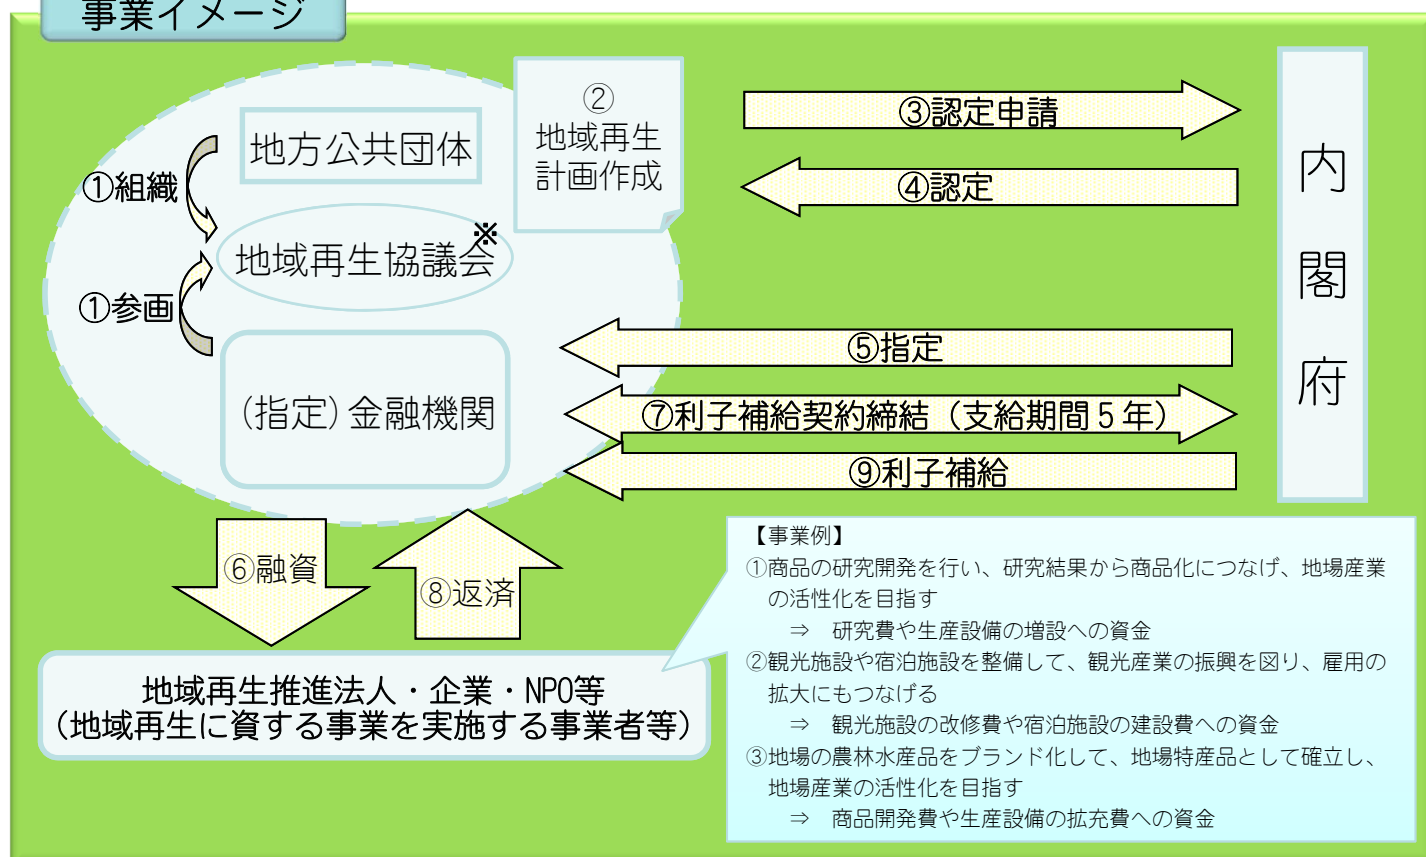 事業イメージ
②
地域再生
計画作成
③認定申請
地方公共団体
①組織
④認定
内
閣
府
※
地域再生協議会
①参画
⑤指定
(指定)金融機関
⑦利子補給契約締結（支給期間５年）
⑨利子補給
⑥融資
⑧返済
地域再生推進法人・企業・NPO等
（地域再生に資する事業を実施する事業者等）
【事業例】
①商品の研究開発を行い、研究結果から商品化につなげ、地場産業
の活性化を目指す
⇒　研究費や生産設備の増設への資金
②観光施設や宿泊施設を整備して、観光産業の振興を図り、雇用の
拡大にもつなげる
⇒　観光施設の改修費や宿泊施設の建設費への資金
③地場の農林水産品をブランド化して、地場特産品として確立し、
地場産業の活性化を目指す
⇒　商品開発費や生産設備の拡充費への資金